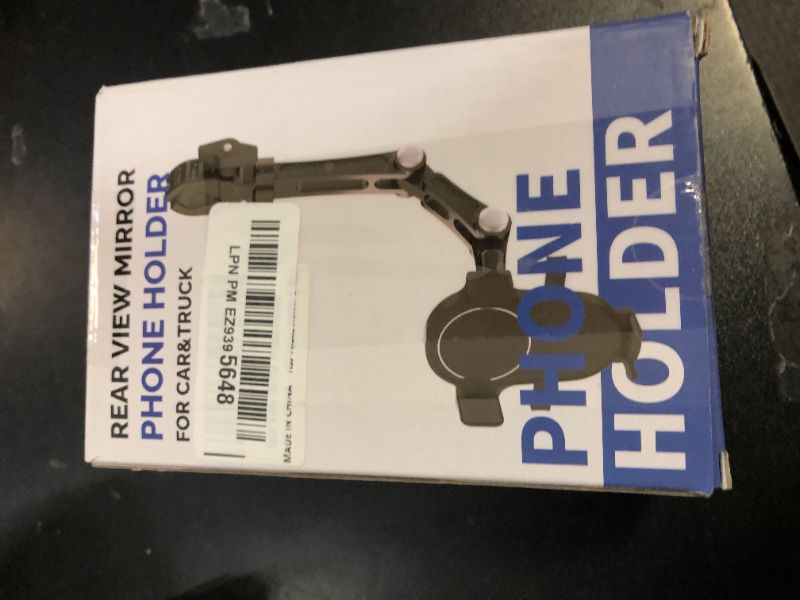 REAR VIEW MIRROR
PHONE HOLDER
FOR CAR&TRUCK
LPN PM EZ9395648
MADE IN CHINA
PHONE
HOLDER